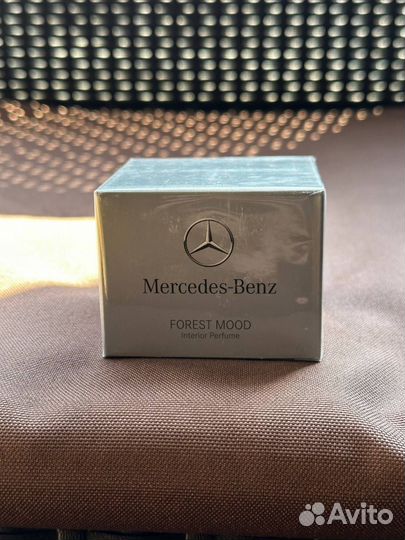 Mercedes-Benz
FOREST MOOD
Interior Perfume
Avito